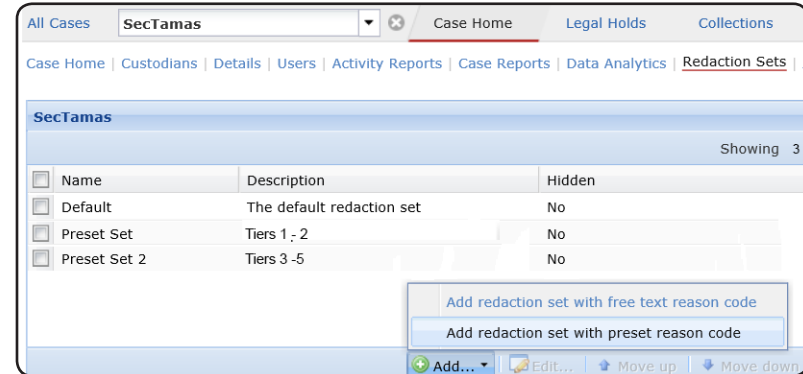 All Cases SecTamas Case Home Legal Holds Collections
Case Home | Custodians | Details | Users | Activity Reports | Case Reports | Data Analytics | Redaction Sets |
SecTamas
Showing 3
Name Description Hidden
Default The default redaction set No
Preset Set Tiers 1 - 2 No
Preset Set 2 Tiers 3 -5 No
Add redaction set with free text reason code
Add redaction set with preset reason code
Add... Edit... Move up Move down